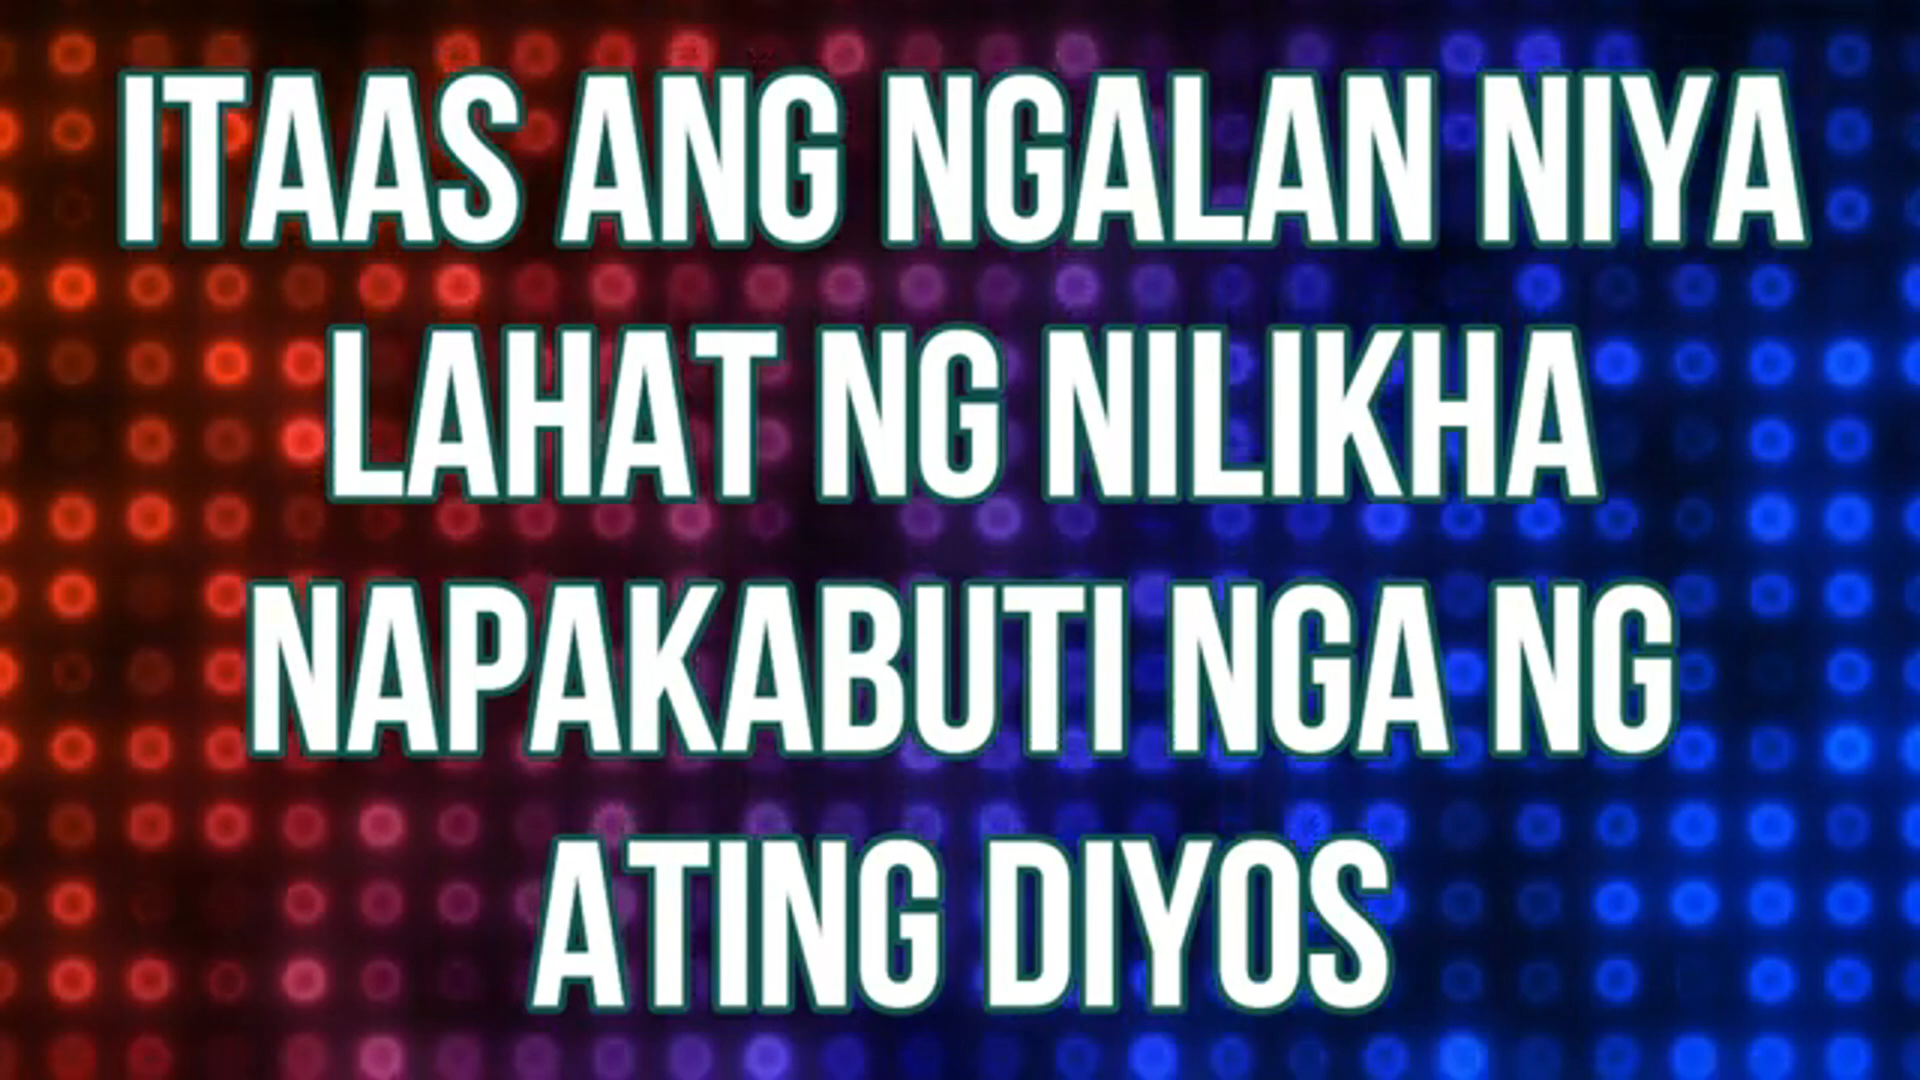 ITAAS ANG NGALAN NIYA
LAHAT NG NILIKHA
NAPAKABUTI NGA NG
ATING DIYOS